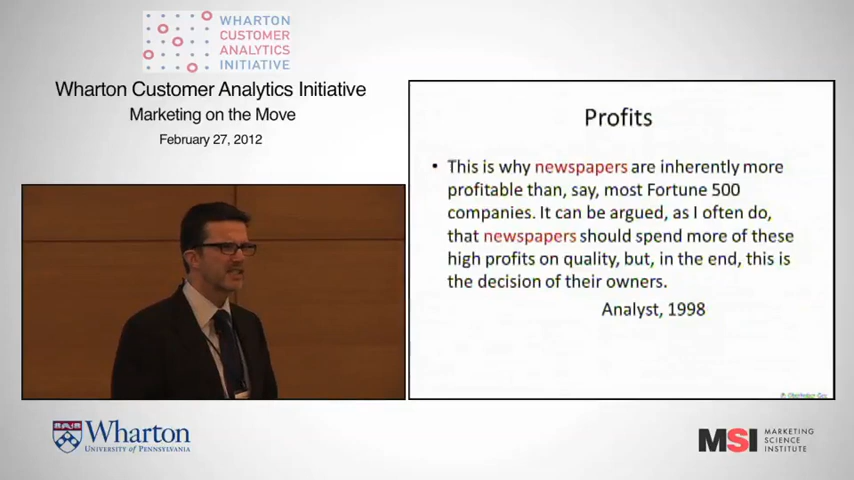 WHARTON
CUSTOMER
ANALYTICS
INITIATIVE
Wharton Customer Analytics Initiative
Marketing on the Move
February 27, 2012
Profits
• This is why newspapers are inherently more
profitable than, say, most Fortune 500
companies. It can be argued, as I often do,
that newspapers should spend more of these
high profits on quality, but, in the end, this is
the decision of their owners.
Analyst, 1998
Wharton
UNIVERSITY OF PENNSYLVANIA
MSI
MARKETING
SCIENCE
INSTITUTE